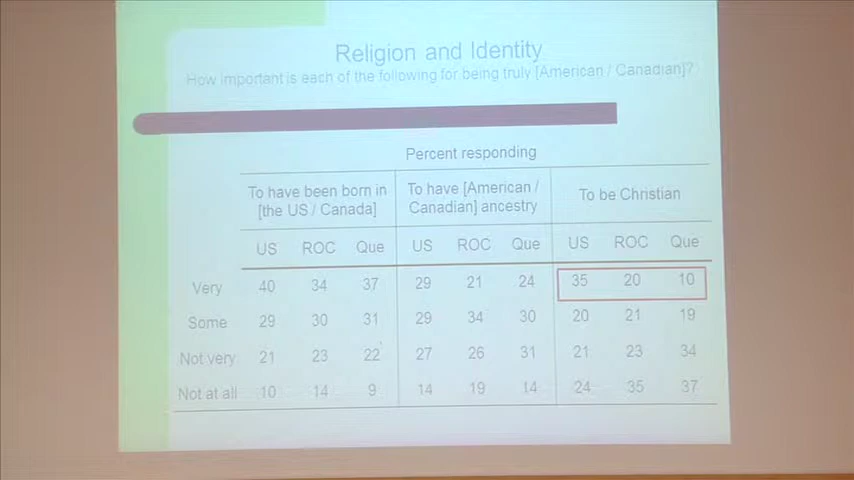 Religion and Identity
How important is each of the following for being truly [American / Canadian]?
Percent responding
To have been born in [the US / Canada] To have [American / Canadian] ancestry To be Christian
US ROC Que US ROC Que US ROC Que
Very 40 34 37 29 21 24 35 20 10
Some 29 30 31 29 34 30 20 21 19
Not very 21 23 22 27 26 31 21 23 34
Not at all 10 14 9 14 19 14 24 35 37